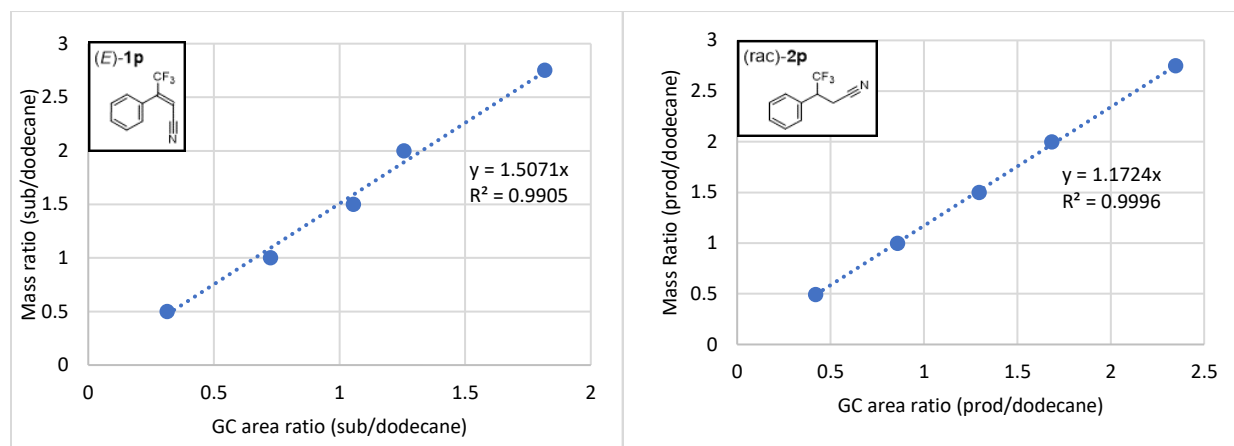 Mass ratio (sub/dodecane)
3
2.5
2
1.5
1
0.5
0
(E)-1p
CF3
N
y = 1.5071x
R² = 0.9905
0
0.5
1
1.5
2
GC area ratio (sub/dodecane)
Mass Ratio (prod/dodecane)
3
2.5
2
1.5
1
0.5
0
(rac)-2p
CF3
N
y = 1.1724x
R² = 0.9996
0
0.5
1
1.5
2
2.5
GC area ratio (prod/dodecane)